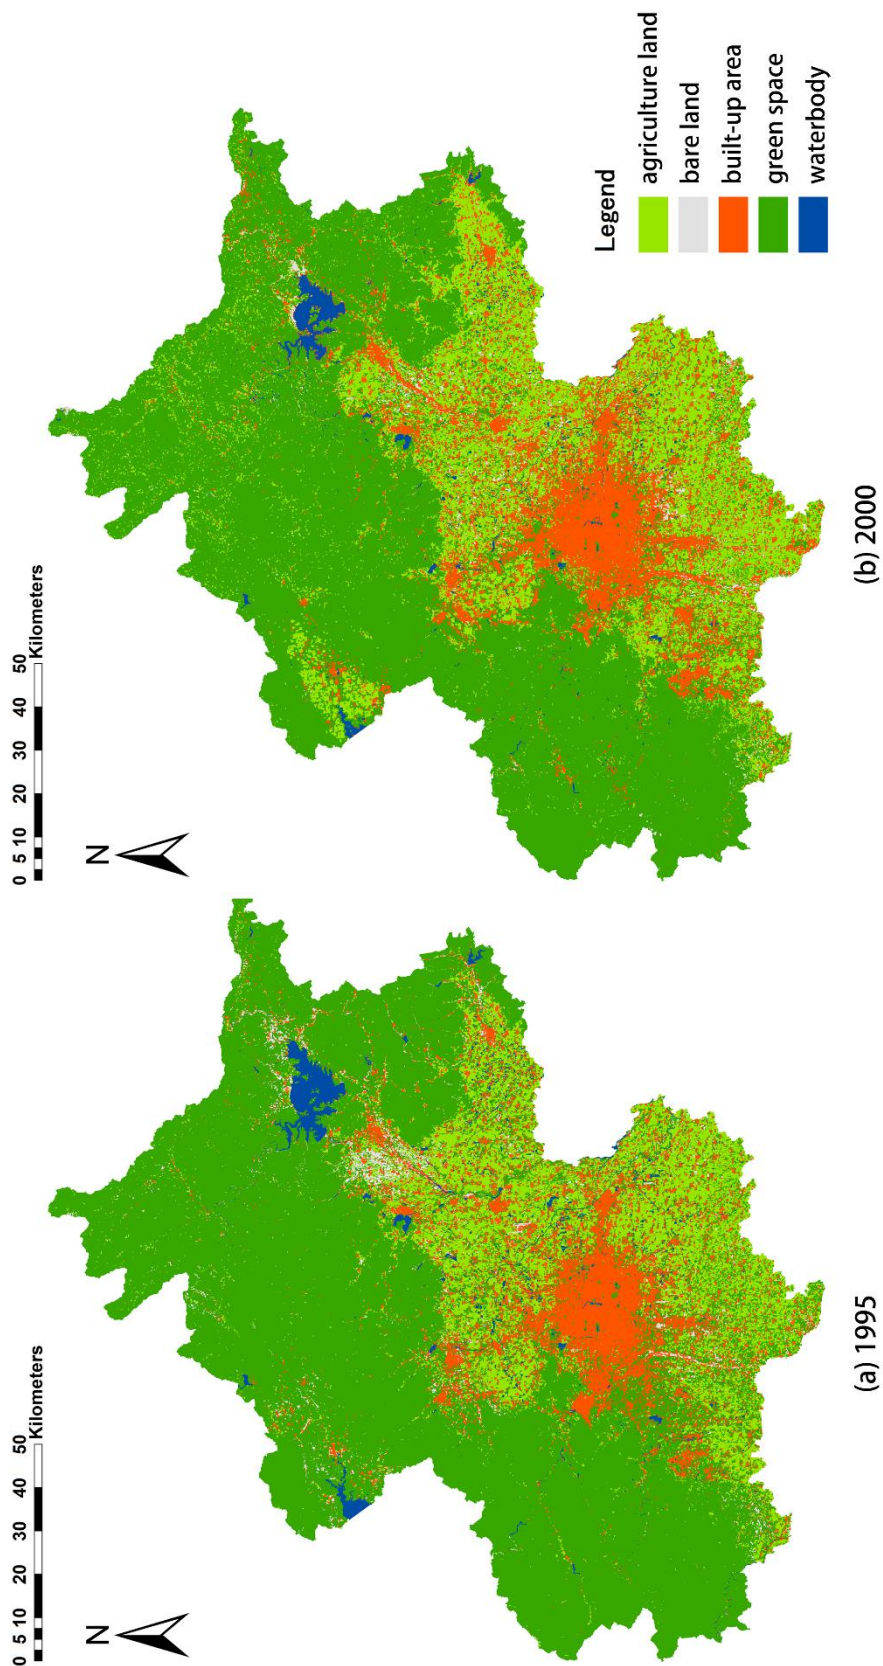 0 5 10 20 30 40 50
Kilometers
N
(a) 1995
0 5 10 20 30 40 50
Kilometers
N
Legend
agriculture land
bare land
built-up area
green space
waterbody
(b) 2000